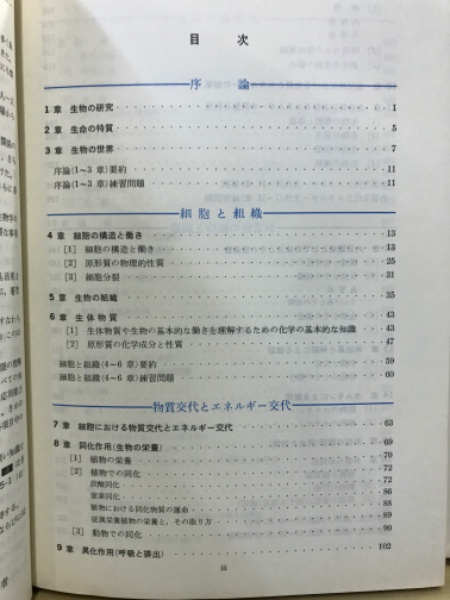 目 次
序 論
1 章 生物の研究 1
2 章 生命の特質 5
3 章 生物の世界 7
序論(1～3 章)要約 11
序論(1～3 章)練習問題 11
細胞と組織
4 章 細胞の構造と働き 13
[1] 細胞の構造と働き 13
[2] 原形質の物理的性質 25
[3] 細胞分裂 31
5 章 生物の組織 35
6 章 生体物質 43
[1] 生体物質や生物の基本的な働きを理解するための化学の基本的な知識 43
[2] 原形質の化学成分と性質 47
細胞と組織(4～6 章)要約 59
細胞と組織(4～6 章)練習問題 60
物質交代とエネルギー交代
7 章 細胞における物質交代とエネルギー交代 63
8 章 同化作用(生物の栄養) 69
[1] 植物の栄養 70
[2] 植物での同化 72
炭酸同化 72
窒素同化 86
植物における同化物質の運命 88
従属栄養植物の栄養と，その取り方 89
[3] 動物での同化 90
9 章 異化作用(呼吸と排出) 102